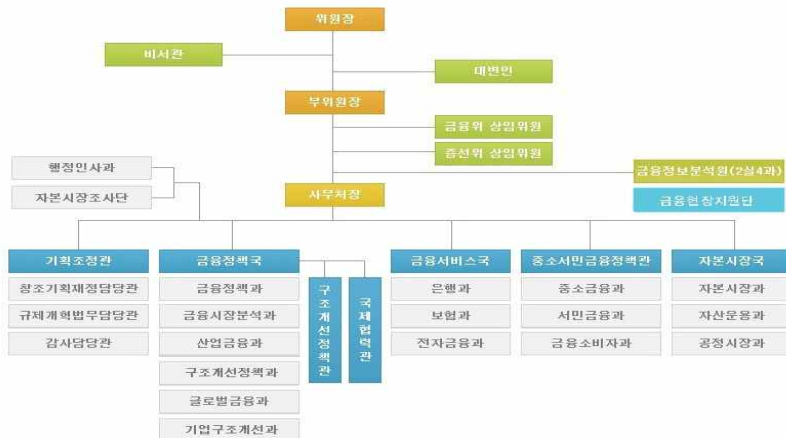 위원장
비서관
대변인
부위원장
금융위 상임위원
증선위 상임위원
행정인사과
금융정보분석원(2실4과)
자본시장조사단
사무처장
금융현장지원단
기획조정관
금융정책국
금융서비스국
중소서민금융정책관
자본시장국
창조기획재정담당관
금융정책과
구조개선정책관
국제협력관
은행과
중소금융과
자본시장과
규제개혁법무담당관
금융시장분석과
보험과
서민금융과
자산운용과
감사담당관
산업금융과
전자금융과
금융소비자과
공정시장과
구조개선정책과
글로벌금융과
기업구조개선과